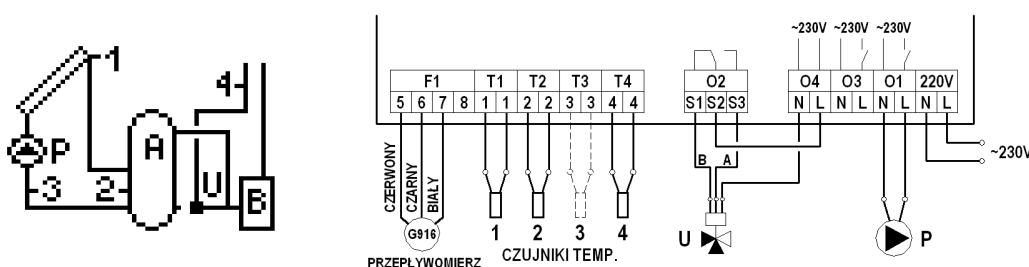 1
4
P
A
3
2
U
B
~230V ~230V ~230V
F1 T1 T2 T3 T4 O2 O4 O3 O1 220V
5 6 7 8 1 1 2 2 3 3 4 4 S1 S2 S3 N L N L N L N L
CZERWONY
CZARNY
BIAŁY
B A
~230V
G916
1 2 3 4
U
P
PRZEPŁYWOMIERZ
CZUJNIKI TEMP.